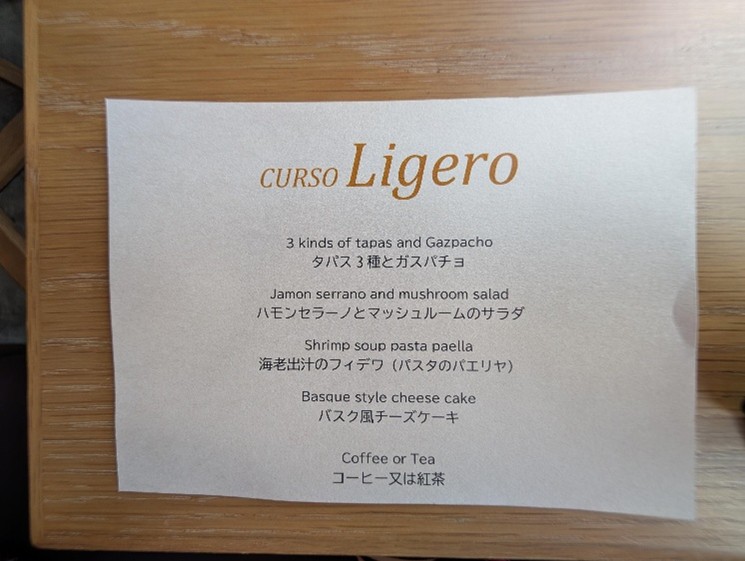 CURSO Ligero
3 kinds of tapas and Gazpacho
タパス３種とガスパチョ
Jamon serrano and mushroom salad
ハモンセラーノとマッシュルームのサラダ
Shrimp soup pasta paella
海老出汁のフィデワ（パスタのパエリヤ）
Basque style cheese cake
バスク風チーズケーキ
Coffee or Tea
コーヒー又は紅茶